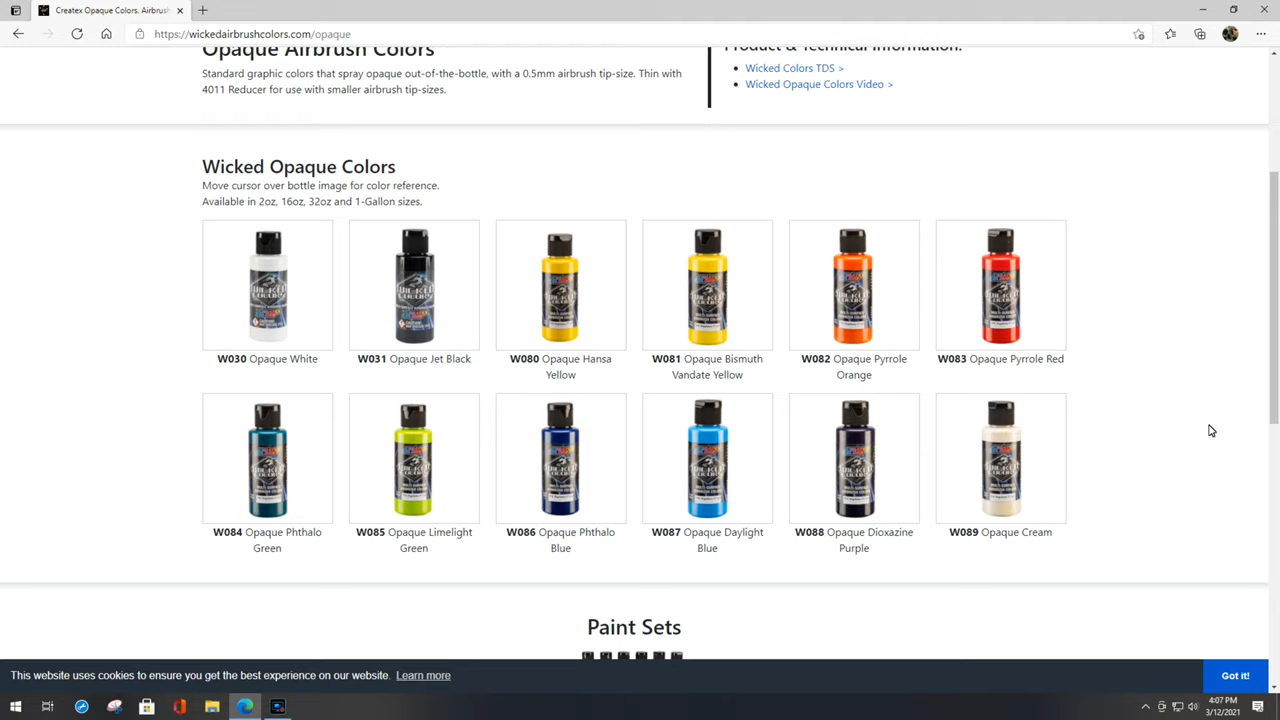 Createx Opaque Colors. Airbrush
https://wickedairbrushcolors.com/opaque
Opaque Airbrush Colors
Standard graphic colors that spray opaque out-of-the-bottle, with a 0.5mm airbrush tip-size. Thin with
4011 Reducer for use with smaller airbrush tip-sizes.
Product & Technical Information:
Wicked Colors TDS >
Wicked Opaque Colors Video >
Wicked Opaque Colors
Move cursor over bottle image for color reference.
Available in 2oz, 16oz, 32oz and 1-Gallon sizes.
W030 Opaque White
W031 Opaque Jet Black
W080 Opaque Hansa
Yellow
W081 Opaque Bismuth
Vandate Yellow
W082 Opaque Pyrrole
Orange
W083 Opaque Pyrrole Red
W084 Opaque Phthalo
Green
W085 Opaque Limelight
Green
W086 Opaque Phthalo
Blue
W087 Opaque Daylight
Blue
W088 Opaque Dioxazine
Purple
W089 Opaque Cream
Paint Sets
This website uses cookies to ensure you get the best experience on our website. Learn more
Got it!
4:07 PM
3/12/2021